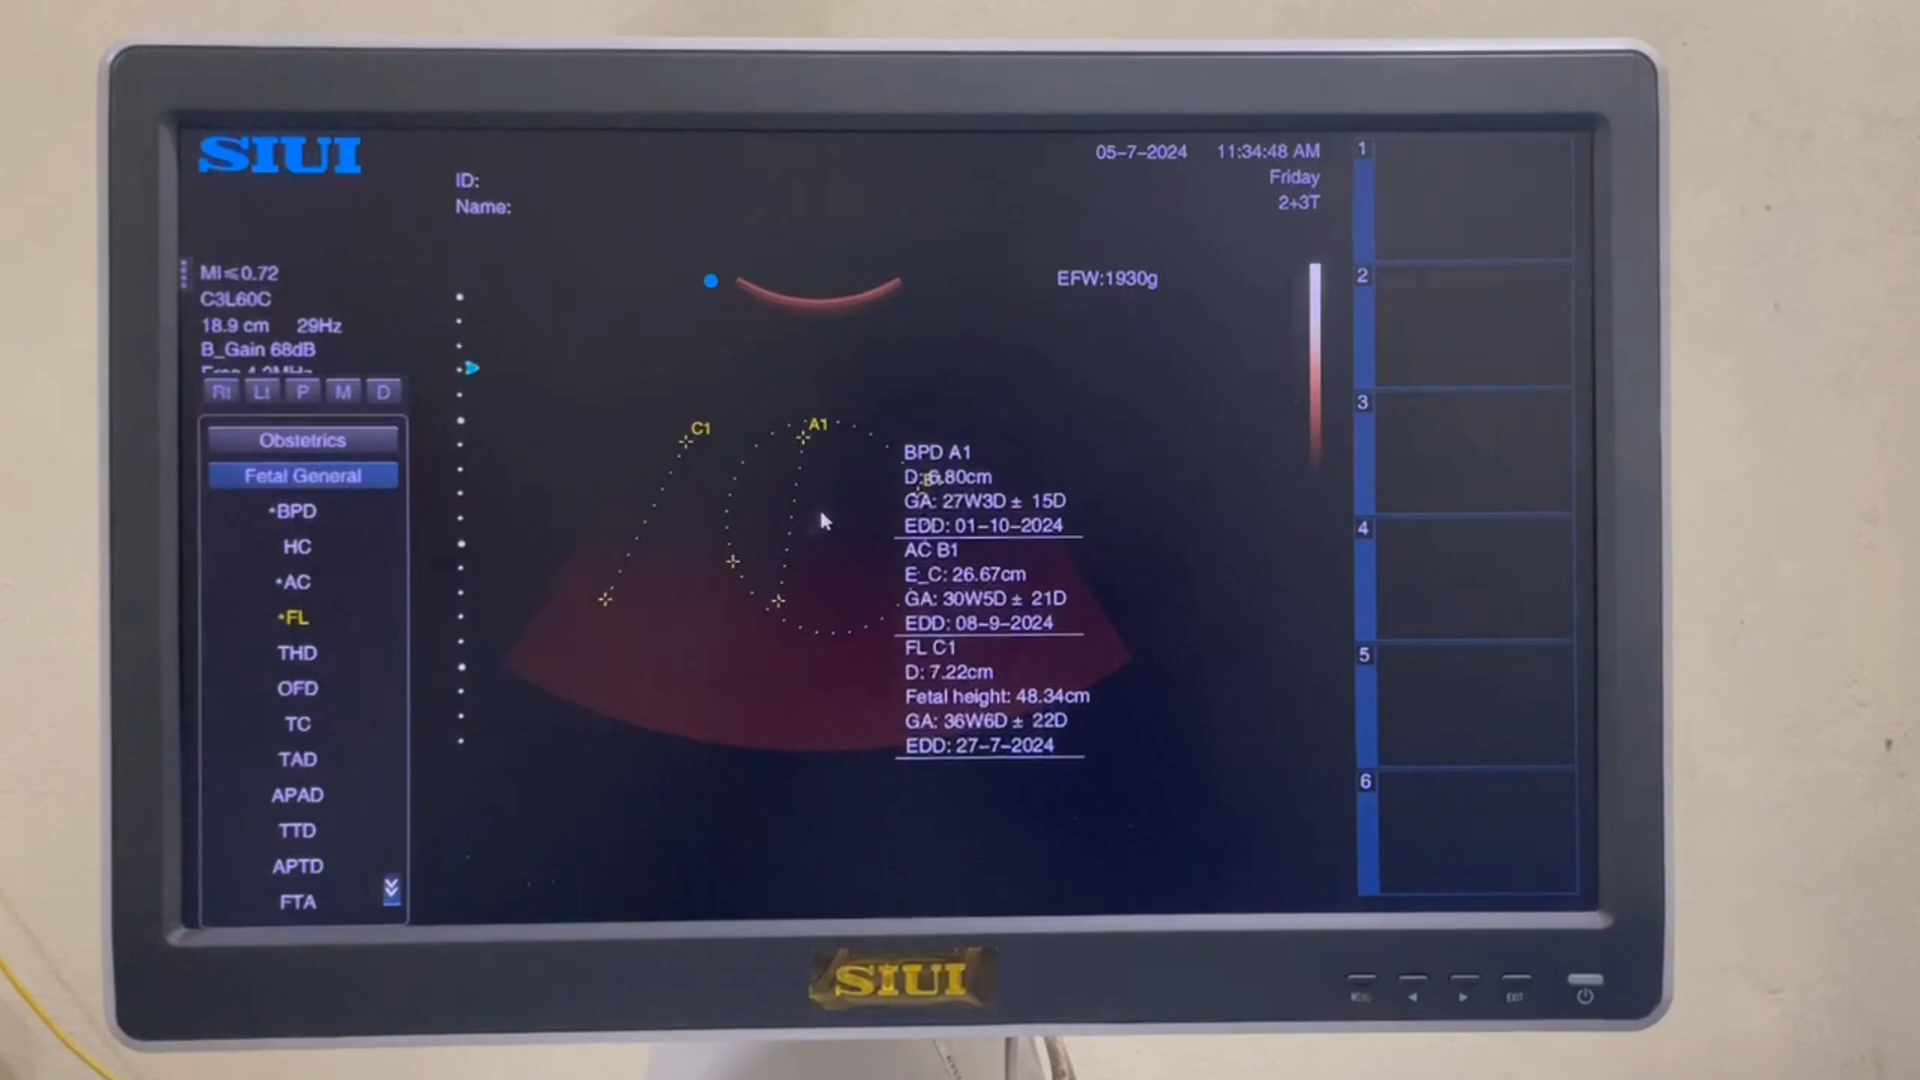 SIUI
05-7-2024 11:34:48 AM
Friday
2+3T
ID:
Name:
MI≤0.72
C3L60C
18.9 cm 29Hz
B_Gain 68dB
EFW:1930g
Rt Lt P M D
Obstetrics
Fetal General
BPD
HC
AC
FL
THD
OFD
TC
TAD
APAD
TTD
APTD
FTA
C1
A1
BPD A1
D: 6.80cm
GA: 27W3D ± 15D
EDD: 01-10-2024
AC B1
E_C: 26.67cm
GA: 30W5D ± 21D
EDD: 08-9-2024
FL C1
D: 7.22cm
Fetal height: 48.34cm
GA: 36W6D ± 22D
EDD: 27-7-2024
1
2
3
4
5
6
SIUI
MENU EXIT